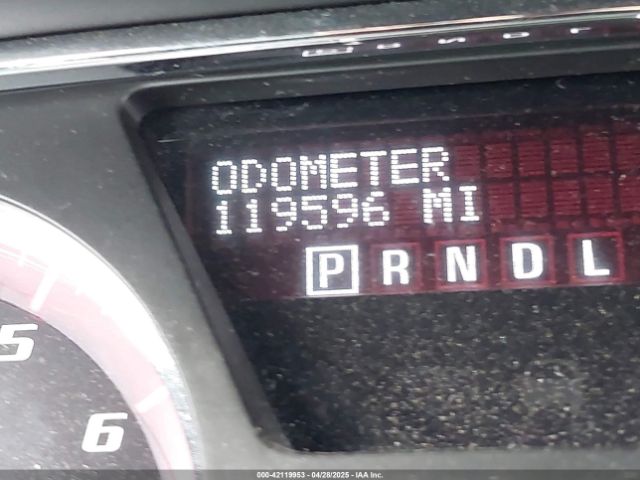 ODOMETER
119596 MI
P R N D L
5
6
000-42119953 - 04/28/2025 - IAA Inc.